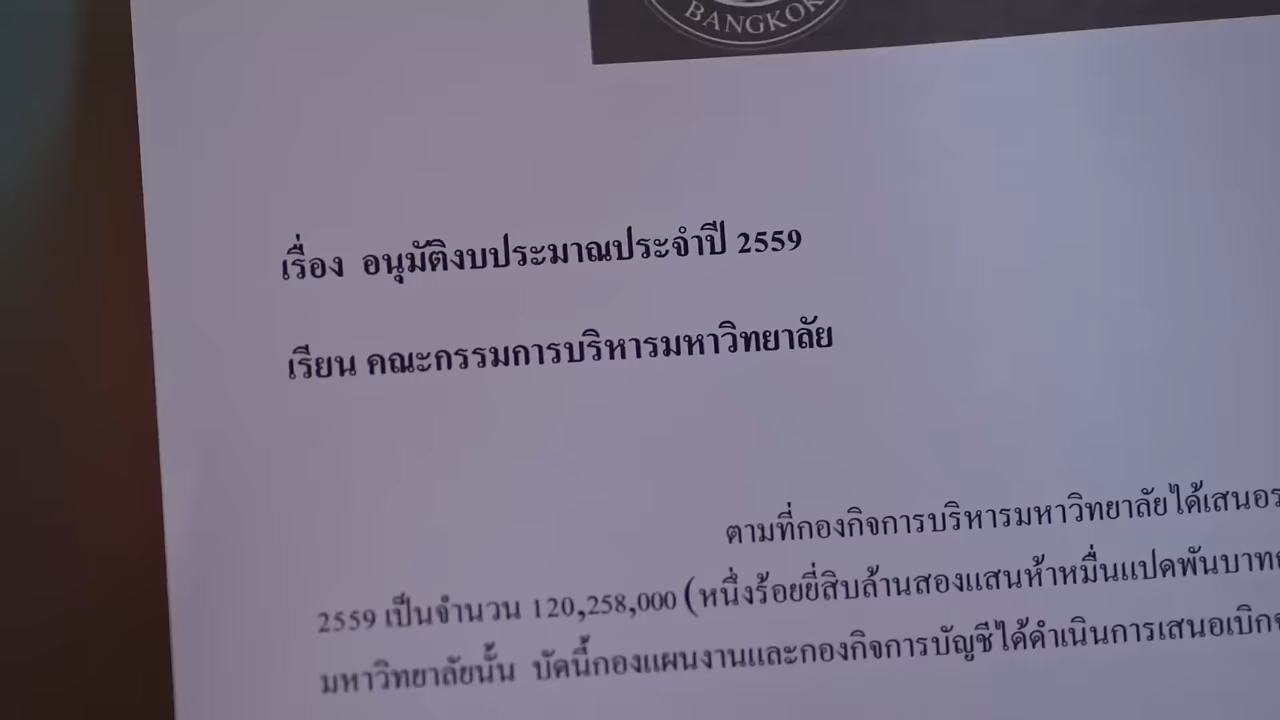 BANGKOK
เรื่อง อนุมัติงบประมาณประจำปี 2559
เรียน คณะกรรมการบริหารมหาวิทยาลัย
ตามที่กองกิจการบริหารมหาวิทยาลัยได้เสนอ
2559 เป็นจำนวน 120,258,000 (หนึ่งร้อยยี่สิบล้านสองแสนห้าหมื่นแปดพันบาท
มหาวิทยาลัยนั้น บัดนี้กองแผนงานและกองกิจการบัญชีได้ดำเนินการเสนอเบิก